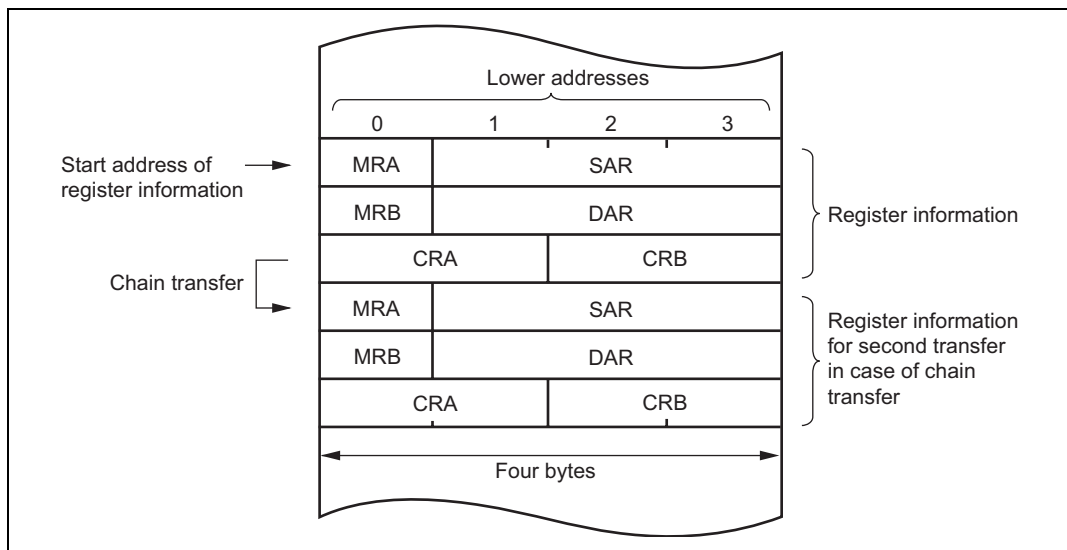 Lower addresses
0 1 2 3
Start address of
register information
MRA SAR
MRB DAR
CRA CRB
Register information
Chain transfer
MRA SAR
MRB DAR
CRA CRB
Register information
for second transfer
in case of chain
transfer
Four bytes